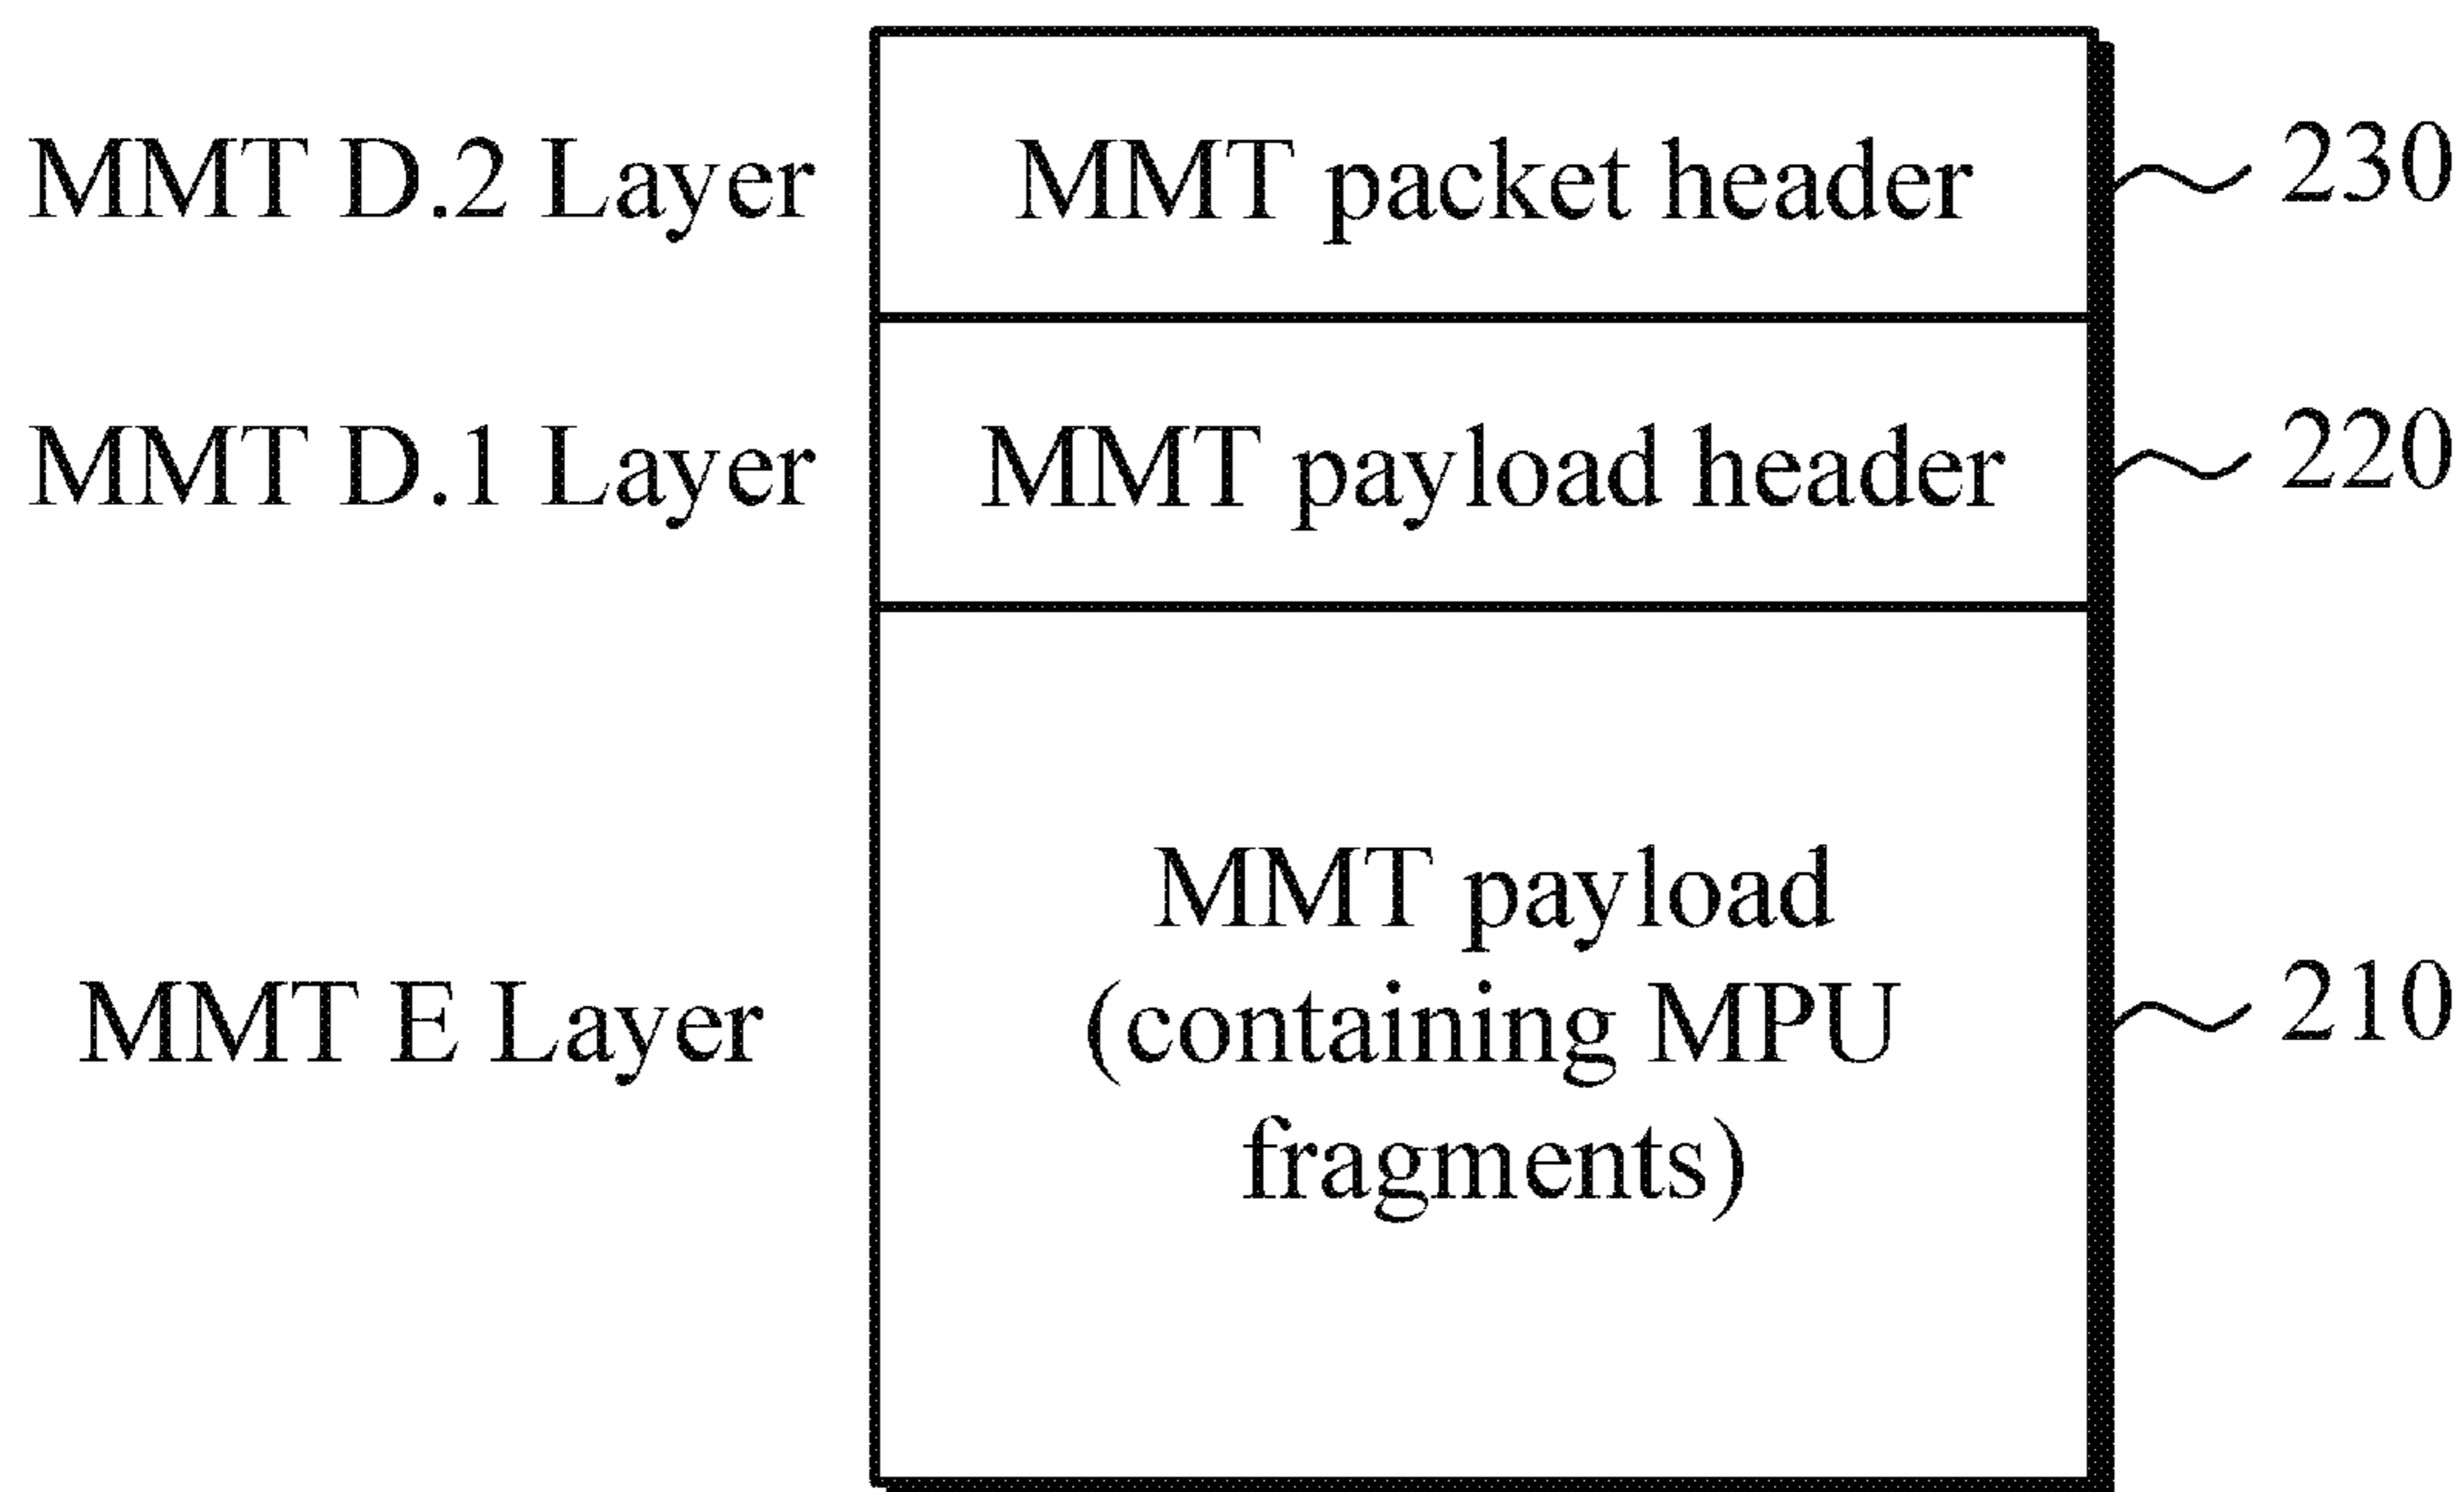 MMT D.2 Layer MMT packet header 230
MMT D.1 Layer MMT payload header 220
MMT payload
MMT E Layer (containing MPU 210
fragments)